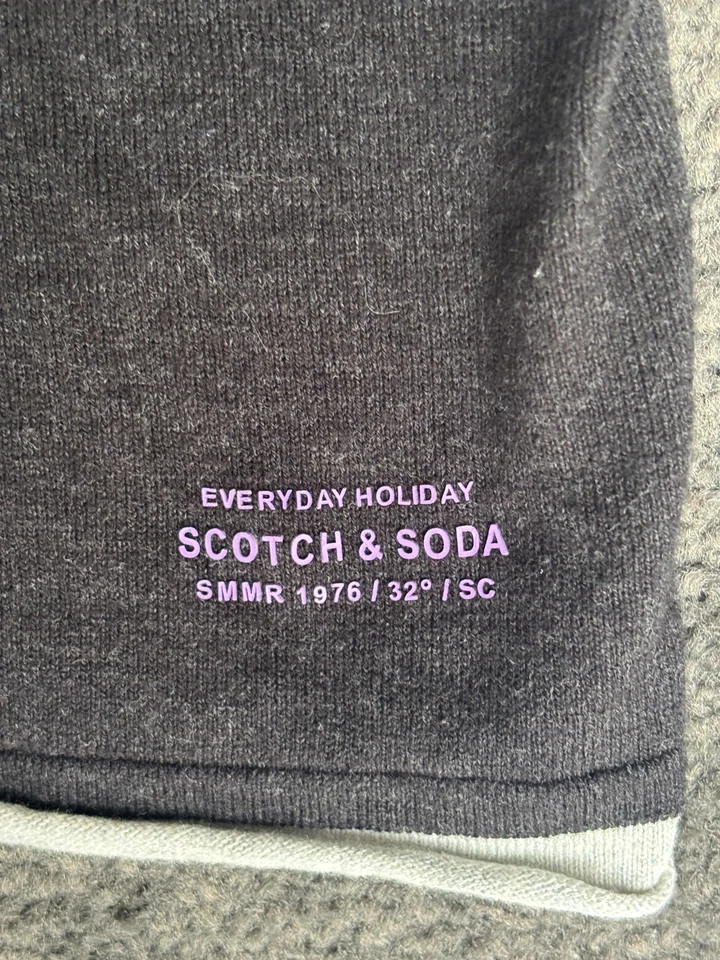 EVERYDAY HOLIDAY
SCOTCH & SODA
SMMR 1976 / 32° / SC